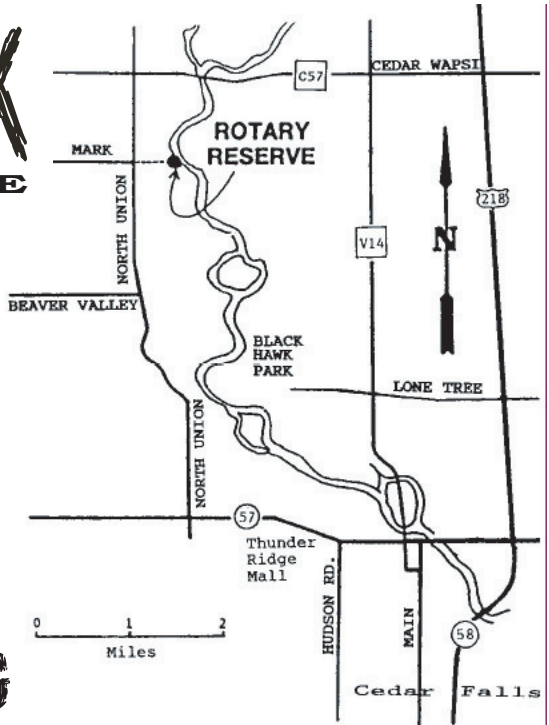 CEDAR WAPSI
C57
ROTARY
RESERVE
MARK
E
NORTH UNION
218
N
V14
BEAVER VALLEY
BLACK
HAWK
PARK
LONE TREE
NORTH UNION
57
Thunder
Ridge
Mall
HUDSON RD.
MAIN
0 1 2
Miles
58
Cedar Falls